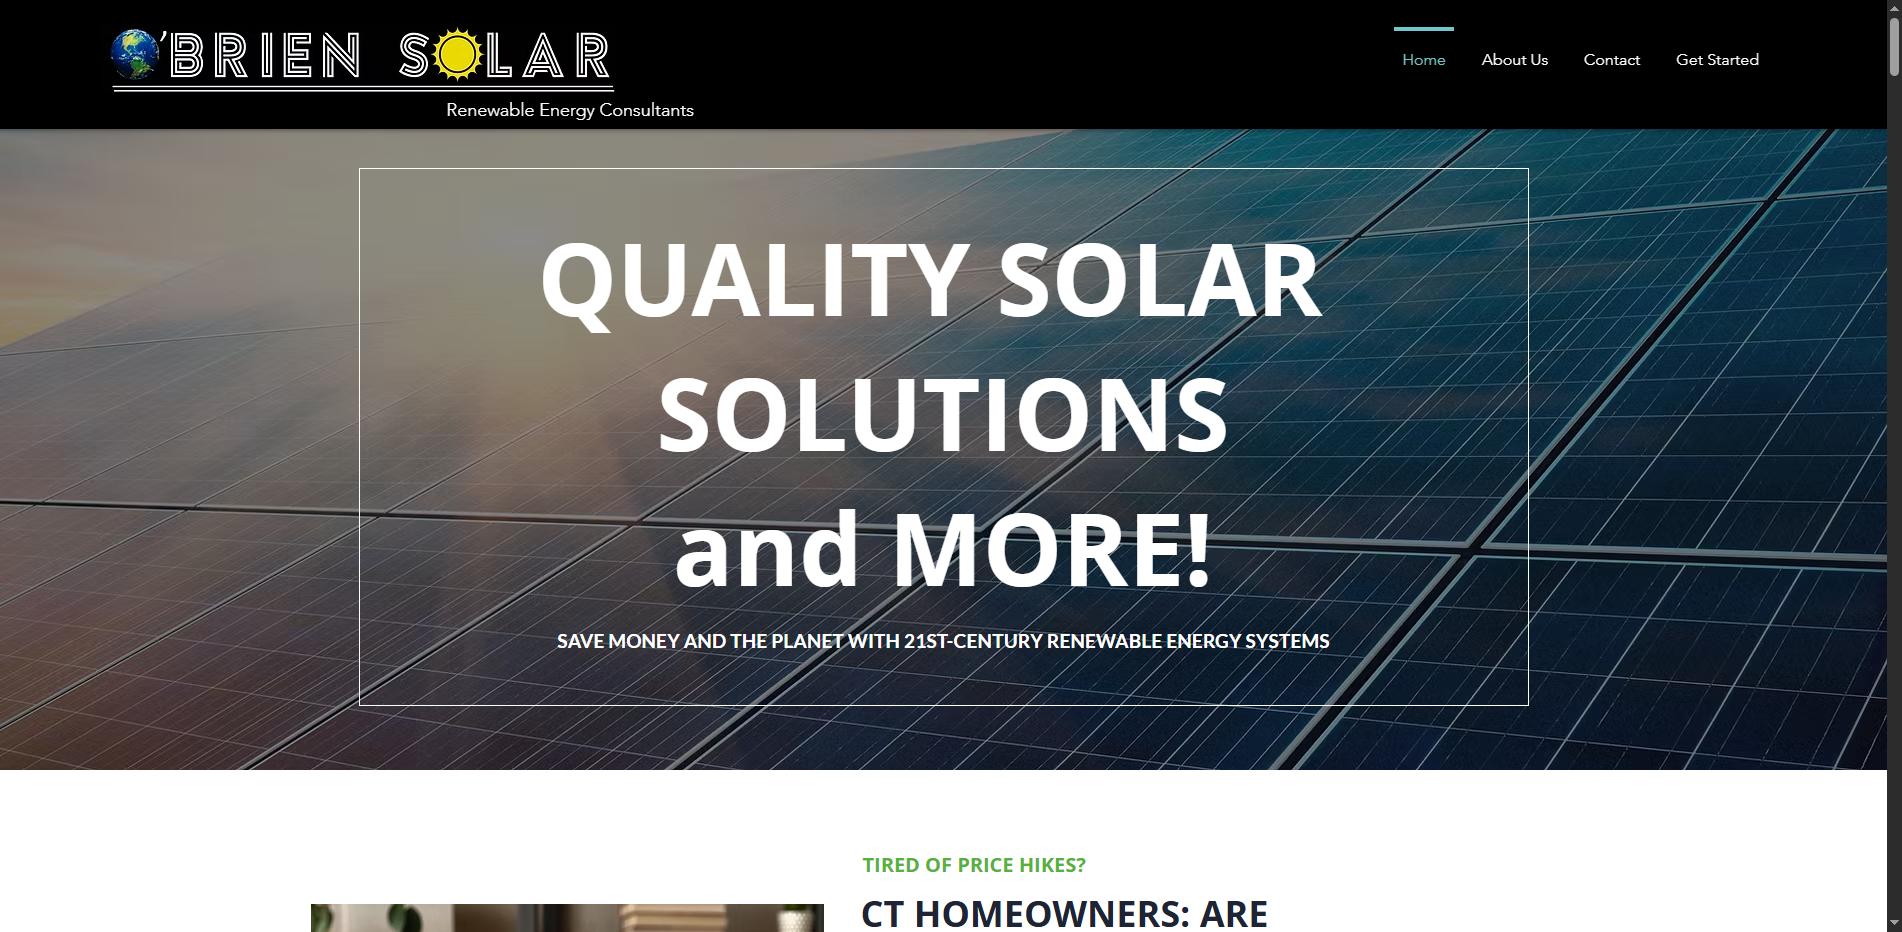 O'BRIEN SOLAR
Renewable Energy Consultants
Home About Us Contact Get Started
QUALITY SOLAR
SOLUTIONS
and MORE!
SAVE MONEY AND THE PLANET WITH 21ST-CENTURY RENEWABLE ENERGY SYSTEMS
TIRED OF PRICE HIKES?
CT HOMEOWNERS: ARE